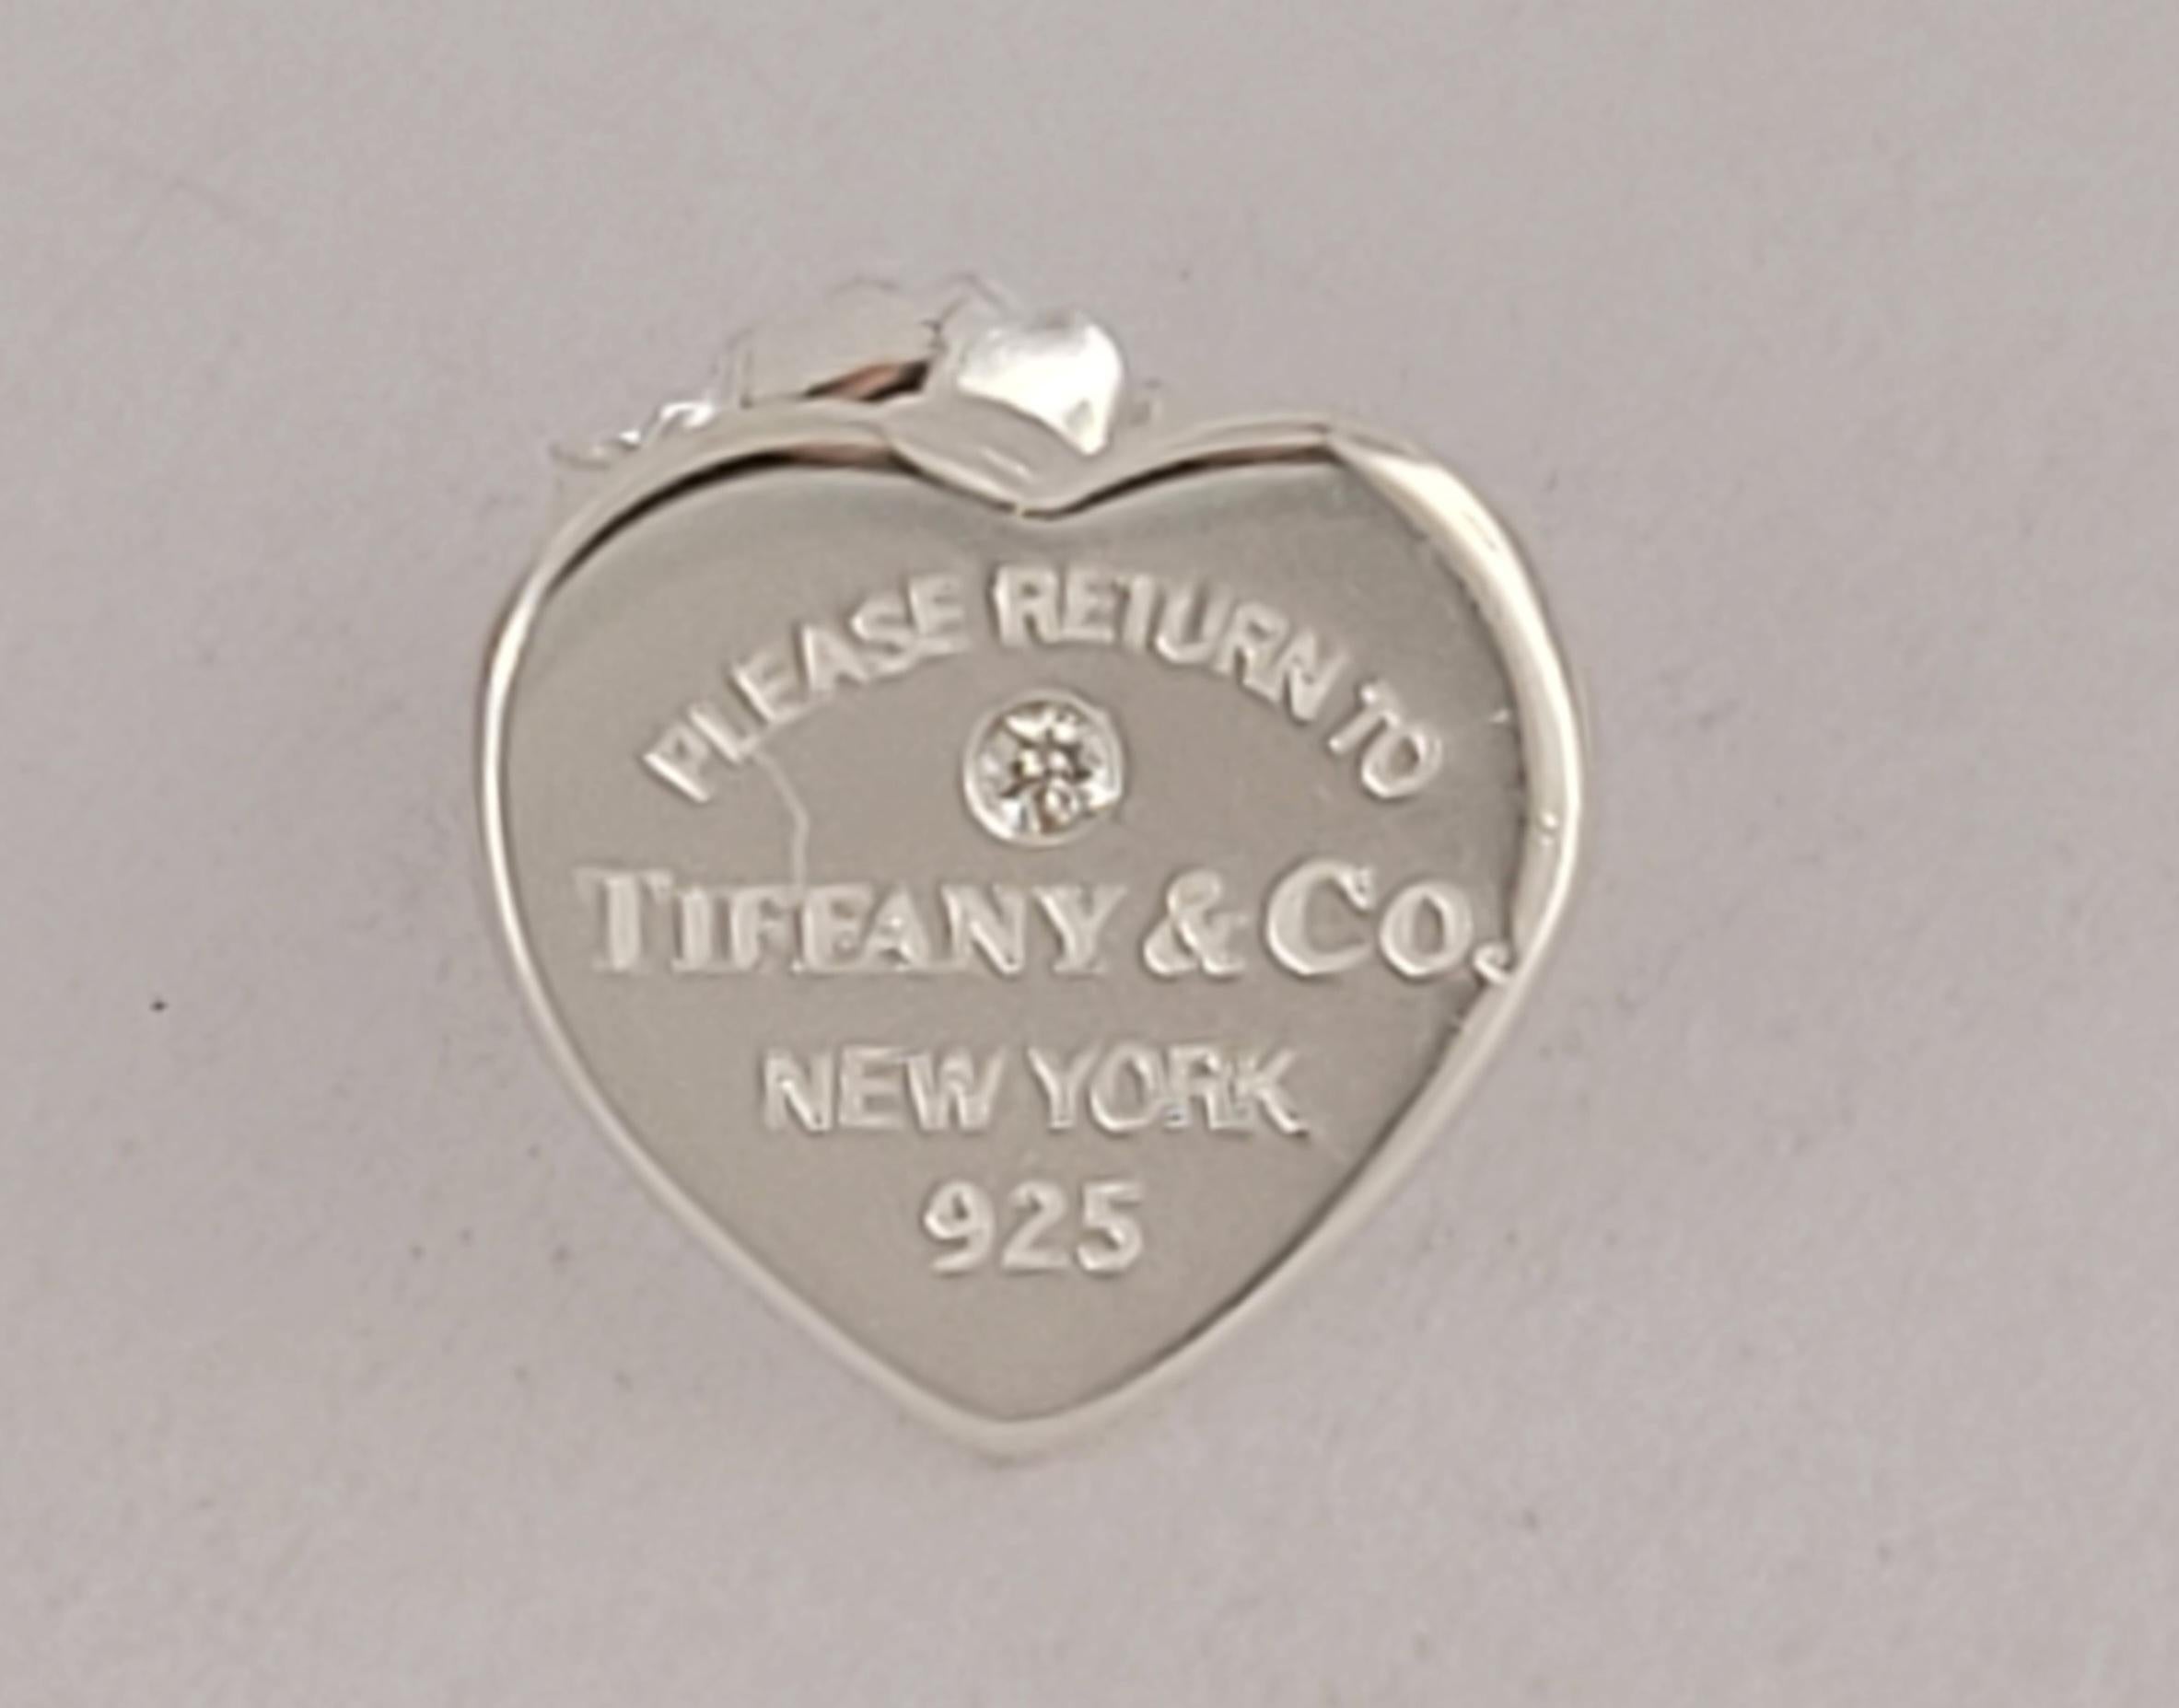 PLEASE RETURN TO
TIFFANY & CO.
NEW YORK
925